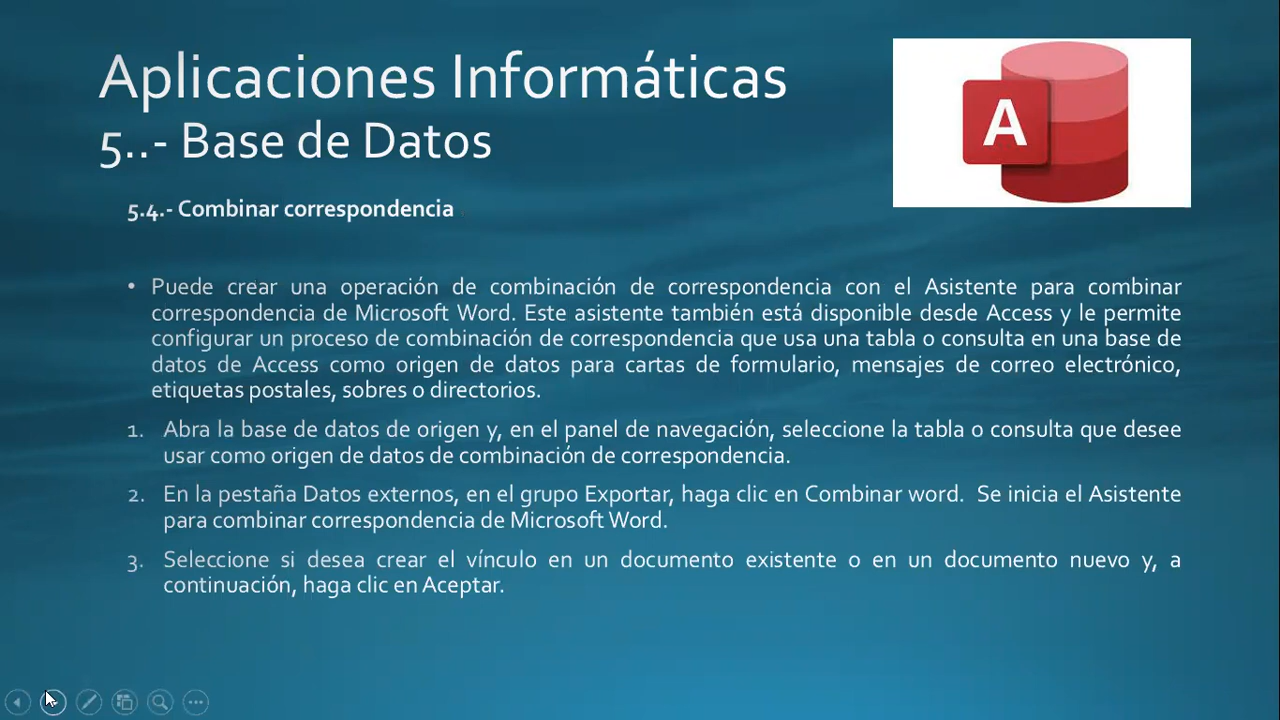 Aplicaciones Informáticas
5..- Base de Datos
A
5.4.- Combinar correspondencia
• Puede crear una operación de combinación de correspondencia con el Asistente para combinar
correspondencia de Microsoft Word. Este asistente también está disponible desde Access y le permite
configurar un proceso de combinación de correspondencia que usa una tabla o consulta en una base de
datos de Access como origen de datos para cartas de formulario, mensajes de correo electrónico,
etiquetas postales, sobres o directorios.
1. Abra la base de datos de origen y, en el panel de navegación, seleccione la tabla o consulta que desee
usar como origen de datos de combinación de correspondencia.
2. En la pestaña Datos externos, en el grupo Exportar, haga clic en Combinar word. Se inicia el Asistente
para combinar correspondencia de Microsoft Word.
3. Seleccione si desea crear el vínculo en un documento existente o en un documento nuevo y, a
continuación, haga clic en Aceptar.